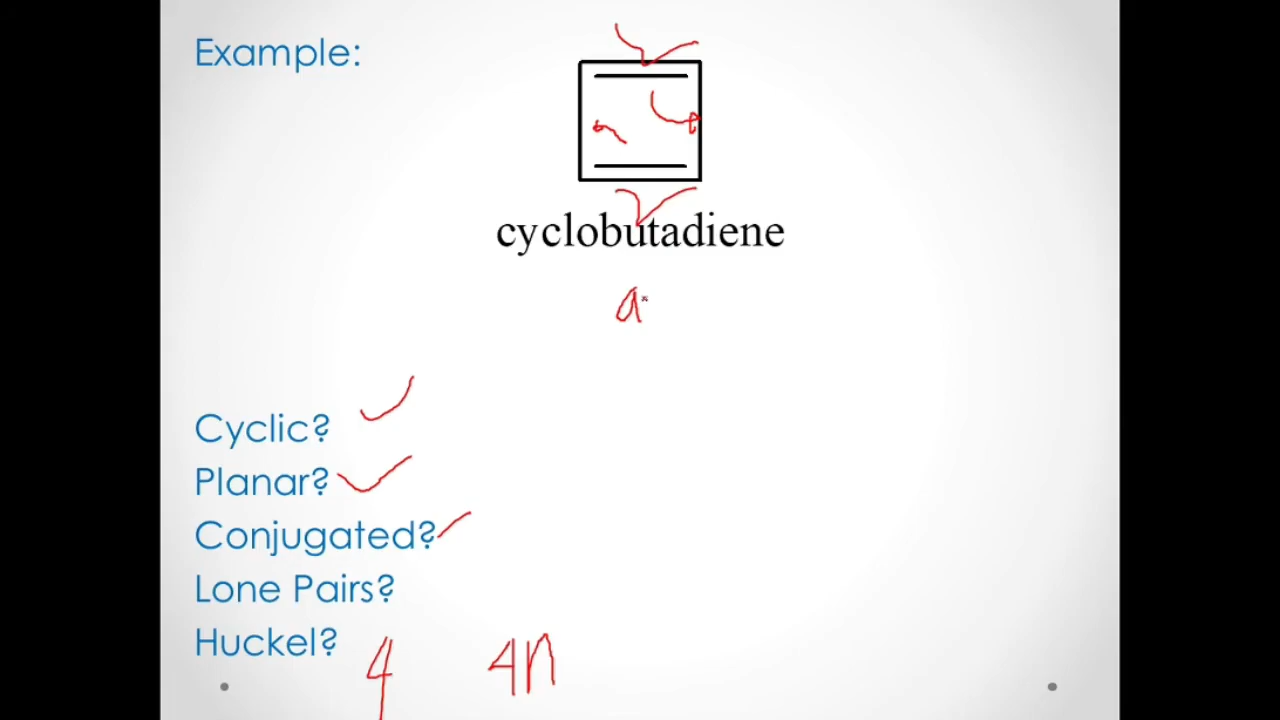 Example:
cyclobutadiene
a
Cyclic?
Planar?
Conjugated?
Lone Pairs?
Huckel? 4 4n